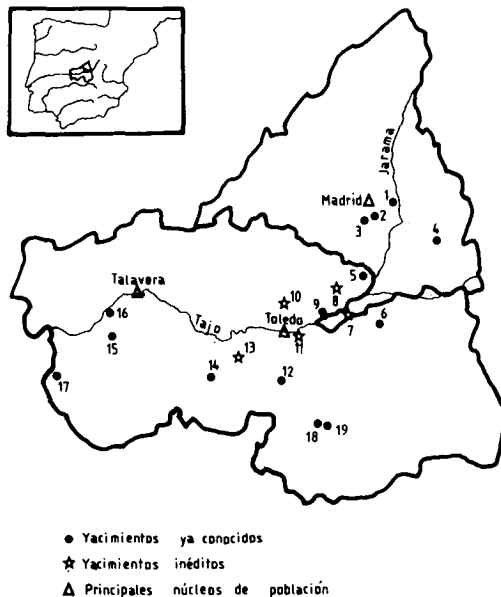 Jarama
Madrid 1
2
3
4
5
Talavera
10
8
16
9
Toledo
7
6
Tajo
15
11
13
17
14
12
18 19
Yacimientos ya conocidos
Yacimientos inéditos
Principales núcleos de población